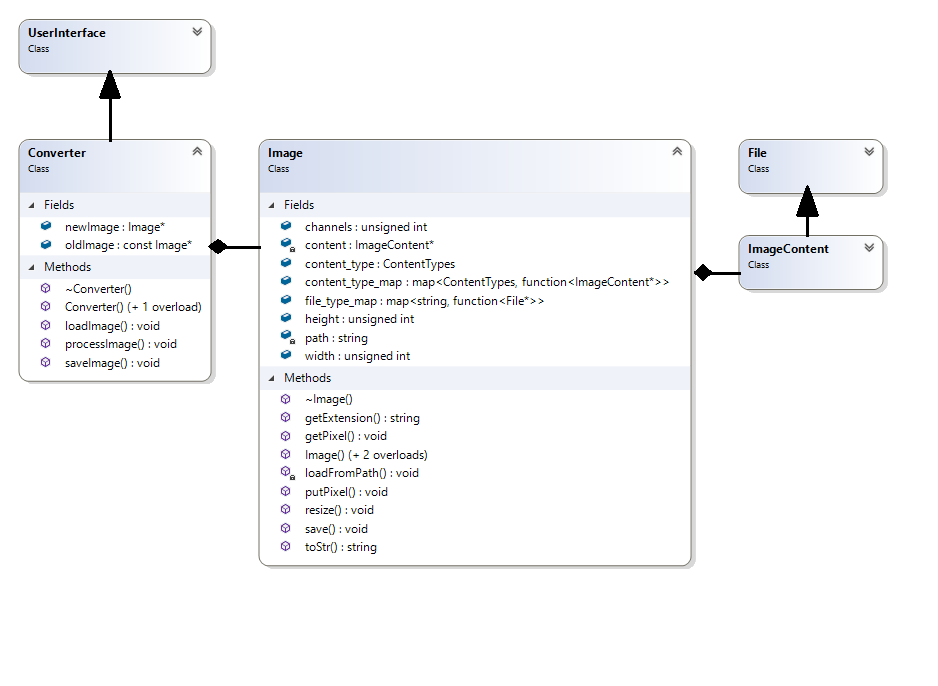 UserInterface
Class
Converter
Class
Fields
newImage : Image*
oldImage : const Image*
Methods
~Converter()
Converter() (+ 1 overload)
loadImage() : void
processImage() : void
saveImage() : void
Image
Class
Fields
channels : unsigned int
content : ImageContent*
content_type : ContentTypes
content_type_map : map<ContentTypes, function<ImageContent*>>
file_type_map : map<string, function<File*>>
height : unsigned int
path : string
width : unsigned int
Methods
~Image()
getExtension() : string
getPixel() : void
Image() (+ 2 overloads)
loadFromPath() : void
putPixel() : void
resize() : void
save() : void
toStr() : string
File
Class
ImageContent
Class